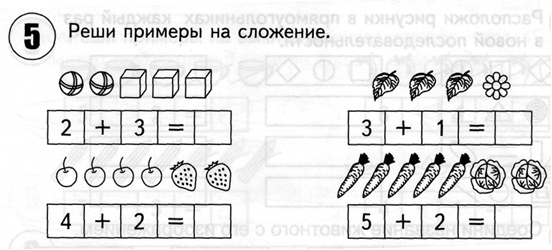 5 Реши примеры на сложение.
2 + 3 =
3 + 1 =
4 + 2 =
5 + 2 =